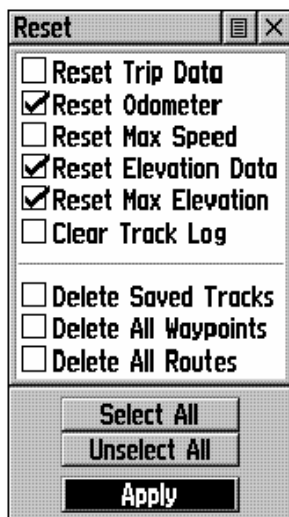 Reset
Reset Trip Data
Reset Odometer
Reset Max Speed
Reset Elevation Data
Reset Max Elevation
Clear Track Log
Delete Saved Tracks
Delete All Waypoints
Delete All Routes
Select All
Unselect All
Apply